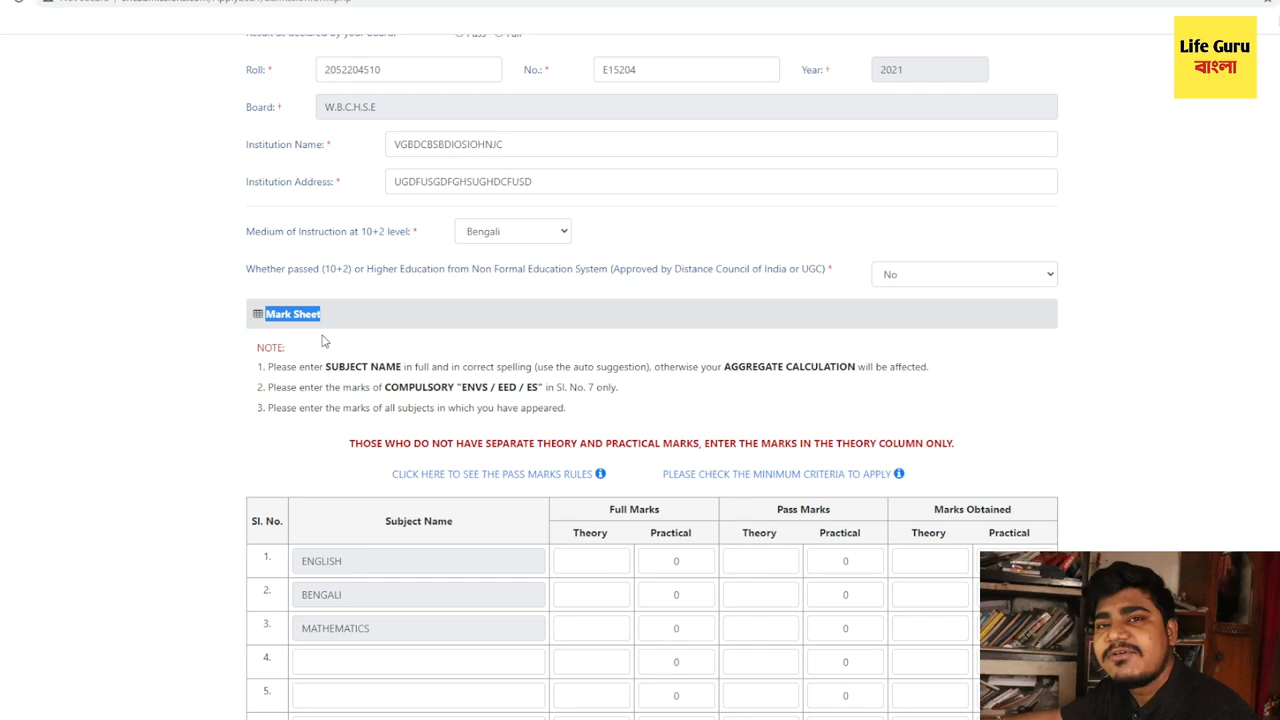 Life Guru
বাংলা
Roll: * 2052204510 No.: * E15204 Year: * 2021
Board: * W.B.C.H.S.E
Institution Name: * VGBDCBSBDIOSIOHNJC
Institution Address: * UGDFUSGDFGHSUGHDCFUSD
Medium of Instruction at 10+2 level: * Bengali
Whether passed (10+2) or Higher Education from Non Formal Education System (Approved by Distance Council of India or UGC) * No
Mark Sheet
NOTE:
1. Please enter SUBJECT NAME in full and in correct spelling (use the auto suggestion), otherwise your AGGREGATE CALCULATION will be affected.
2. Please enter the marks of COMPULSORY "ENVS / EED / ES" in Sl. No. 7 only.
3. Please enter the marks of all subjects in which you have appeared.
THOSE WHO DO NOT HAVE SEPARATE THEORY AND PRACTICAL MARKS, ENTER THE MARKS IN THE THEORY COLUMN ONLY.
CLICK HERE TO SEE THE PASS MARKS RULES PLEASE CHECK THE MINIMUM CRITERIA TO APPLY
Sl. No. Subject Name Full Marks Pass Marks Marks Obtained
Theory Practical Theory Practical Theory Practical
1. ENGLISH 0 0
2. BENGALI 0 0
3. MATHEMATICS 0 0
4. 0 0
5. 0 0